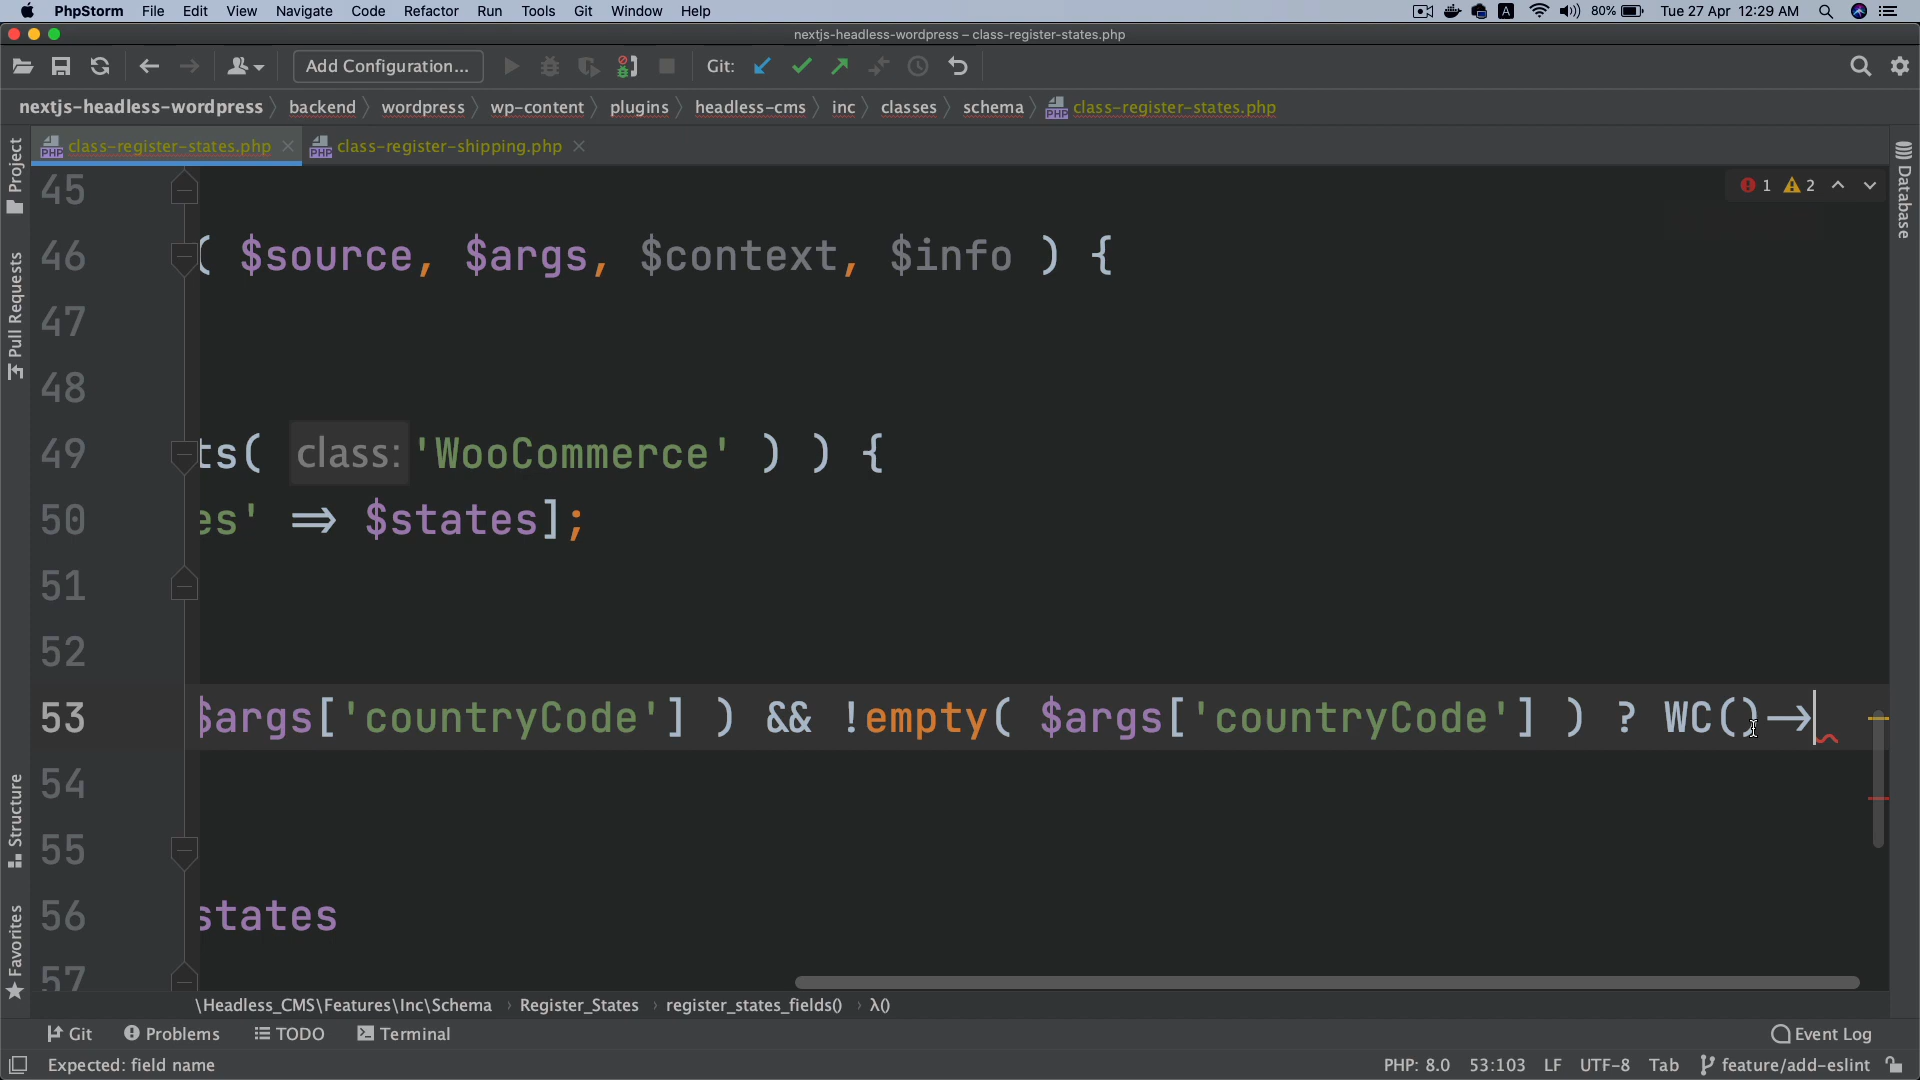 PhpStorm File Edit View Navigate Code Refactor Run Tools Git Window Help A 80% Tue 27 Apr 12:29 AM
nextjs-headless-wordpress – class-register-states.php
Add Configuration... Git:
nextjs-headless-wordpress backend wordpress wp-content plugins headless-cms inc classes schema class-register-states.php
class-register-states.php class-register-shipping.php
Project
Pull Requests
Structure
Favorites
Database
1 2
45
46 ( $source, $args, $context, $info ) {
47
48
49 ts( class: 'WooCommerce' ) ) {
50 es' => $states];
51
52
53 $args['countryCode'] ) && !empty( $args['countryCode'] ) ? WC()->
54
55
56 states
57
\Headless_CMS\Features\Inc\Schema › Register_States › register_states_fields() › λ()
Git Problems TODO Terminal Event Log
Expected: field name PHP: 8.0 53:103 LF UTF-8 Tab feature/add-eslint